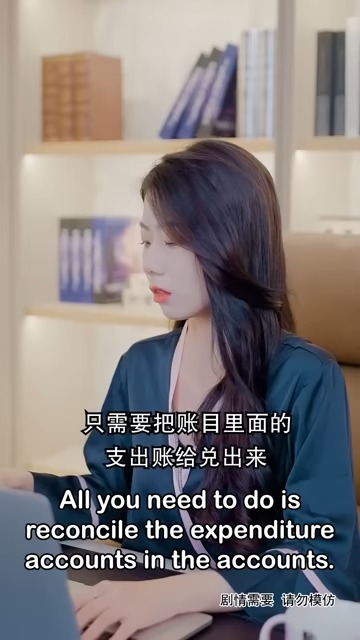 只需要把账目里面的
支出账给兑出来
All you need to do is
reconcile the expenditure
accounts in the accounts.
剧情需要 请勿模仿